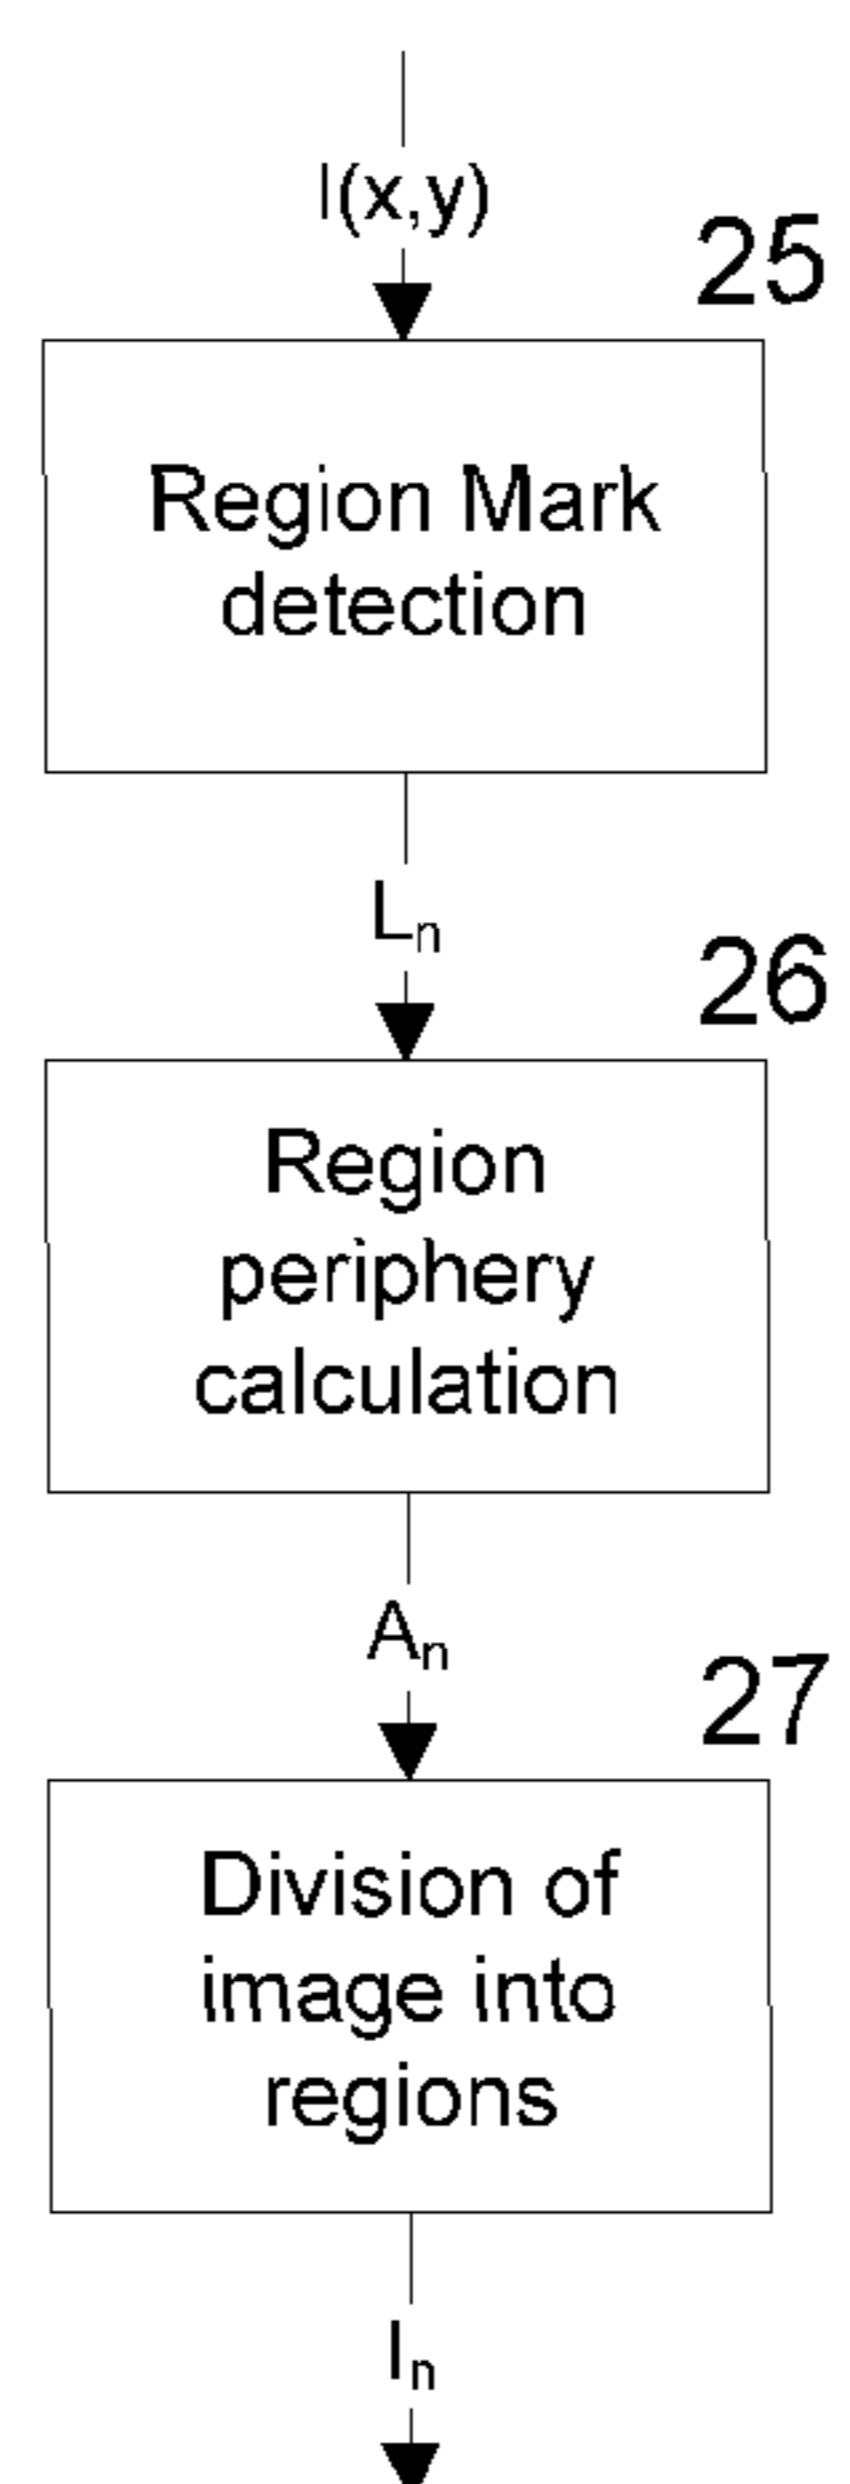 I(x,y)
25
Region Mark
detection
Lₙ
26
Region
periphery
calculation
Aₙ
27
Division of
image into
regions
Iₙ